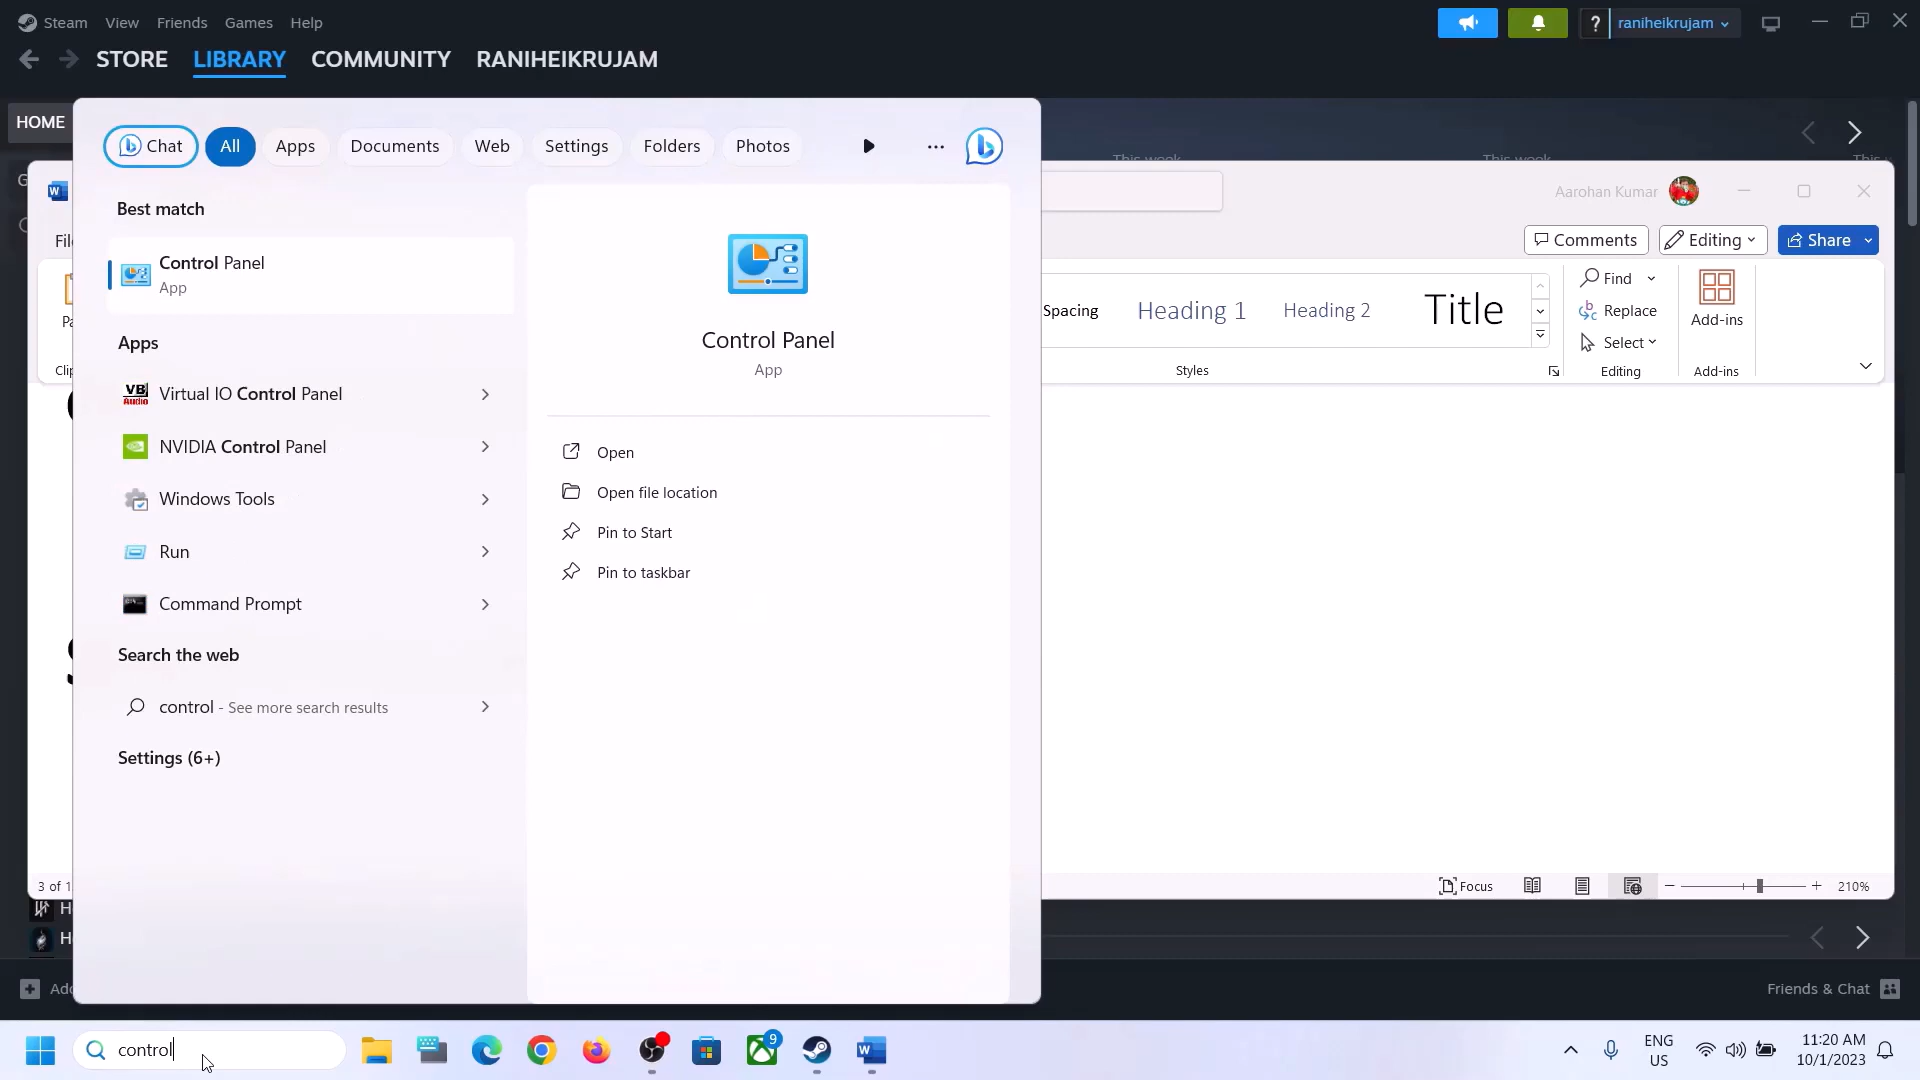 Steam View Friends Games Help
raniheikrujam
STORE LIBRARY COMMUNITY RANIHEIKRUJAM
HOME
Chat All Apps Documents Web Settings Folders Photos
This week This week This
Best match
Control Panel
App
Apps
Virtual IO Control Panel
NVIDIA Control Panel
Windows Tools
Run
Command Prompt
Search the web
control - See more search results
Settings (6+)
Control Panel
App
Open
Open file location
Pin to Start
Pin to taskbar
Aarohan Kumar
Comments Editing Share
Spacing Heading 1 Heading 2 Title
Find
Replace
Select
Add-ins
Styles Editing Add-ins
3 of 1
Focus 210%
Friends & Chat
control
9
ENG
US
11:20 AM
10/1/2023